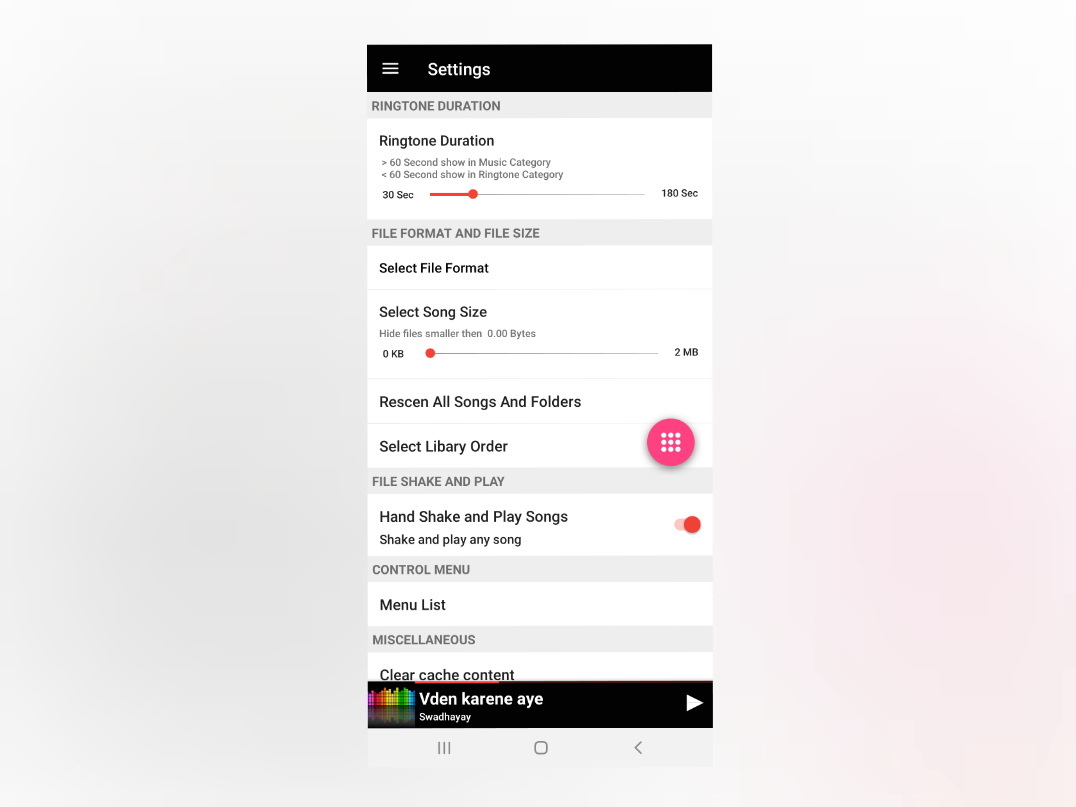 Settings
RINGTONE DURATION
Ringtone Duration
> 60 Second show in Music Category
< 60 Second show in Ringtone Category
30 Sec
180 Sec
FILE FORMAT AND FILE SIZE
Select File Format
Select Song Size
Hide files smaller then 0.00 Bytes
0 KB
2 MB
Rescen All Songs And Folders
Select Libary Order
FILE SHAKE AND PLAY
Hand Shake and Play Songs
Shake and play any song
CONTROL MENU
Menu List
MISCELLANEOUS
Clear cache content
Vden karene aye
Swadhayay